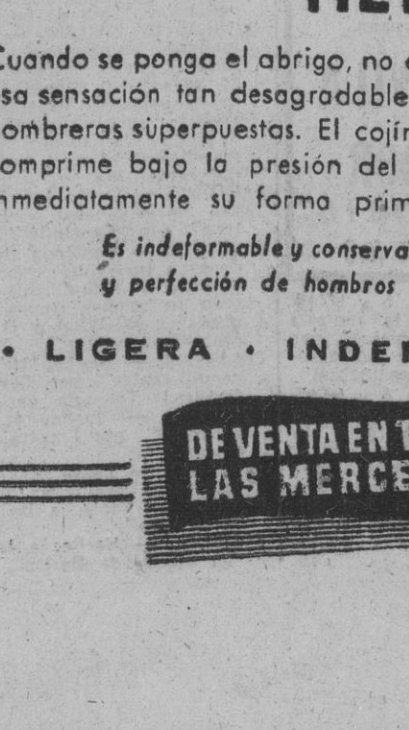 Cuando se ponga el abrigo, no
sa sensación tan desagradable
ombreras superpuestas. El cojín
omprime bajo la presión del
nmediatamente su forma prim
Es indeformable y conserva
y perfección de hombros
• LIGERA • INDE
DE VENTA EN T
LAS MERCE